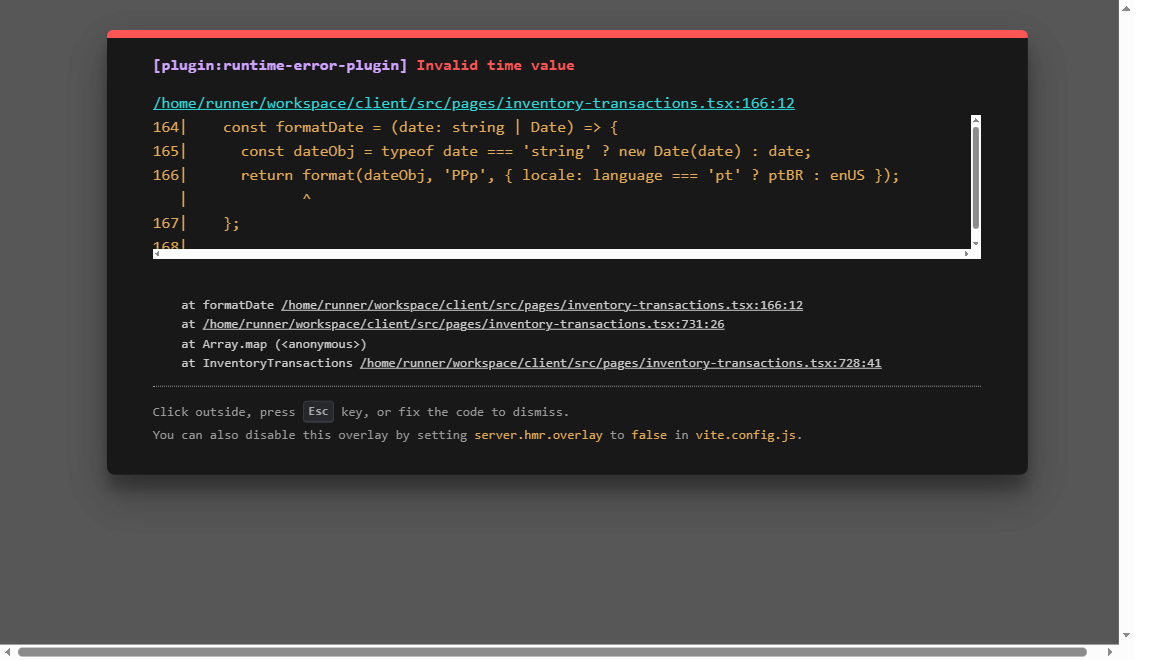 [plugin:runtime-error-plugin] Invalid time value
/home/runner/workspace/client/src/pages/inventory-transactions.tsx:166:12
164|    const formatDate = (date: string | Date) => {
165|      const dateObj = typeof date === 'string' ? new Date(date) : date;
166|      return format(dateObj, 'PPp', { locale: language === 'pt' ? ptBR : enUS });
   |             ^
167|    };
168|
at formatDate /home/runner/workspace/client/src/pages/inventory-transactions.tsx:166:12
at /home/runner/workspace/client/src/pages/inventory-transactions.tsx:731:26
at Array.map (<anonymous>)
at InventoryTransactions /home/runner/workspace/client/src/pages/inventory-transactions.tsx:728:41
Click outside, press Esc key, or fix the code to dismiss.
You can also disable this overlay by setting server.hmr.overlay to false in vite.config.js.